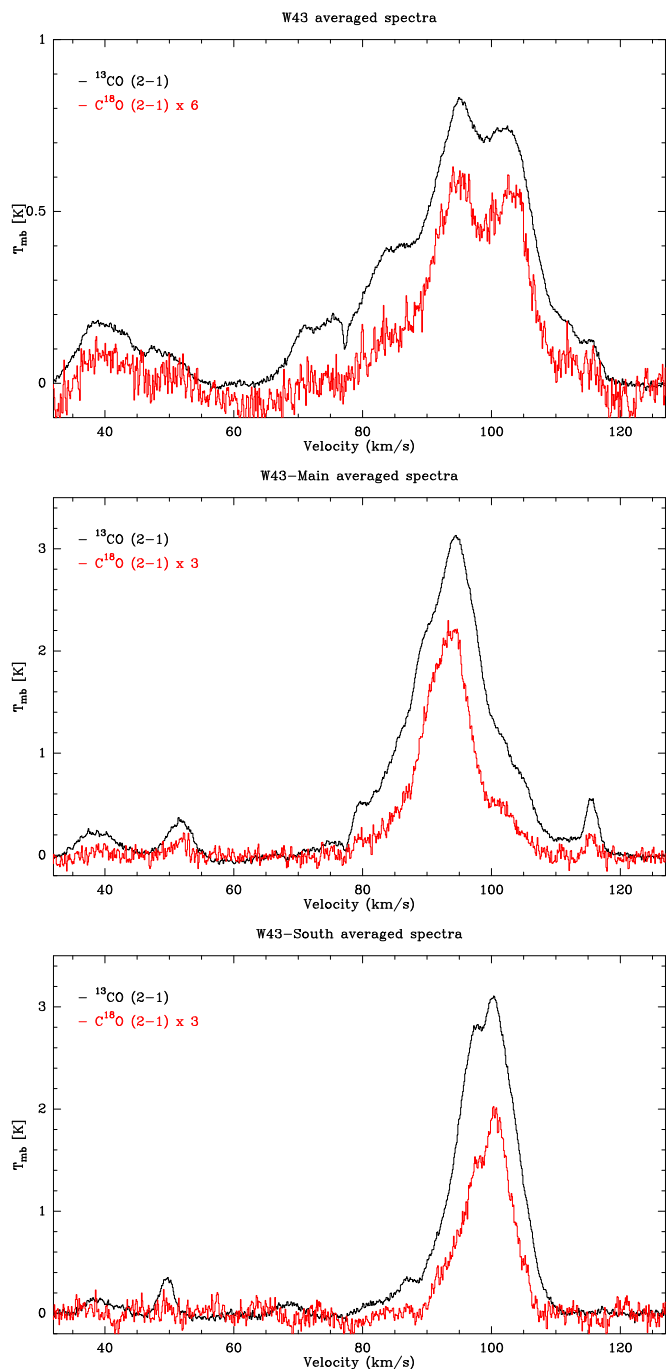 W43 averaged spectra
1
– ¹³CO (2-1)
– C¹⁸O (2-1) x 6
0.5
T_mb [K]
0
40 60 80 100 120
Velocity (km/s)
W43-Main averaged spectra
– ¹³CO (2-1)
3
– C¹⁸O (2-1) x 3
2
T_mb [K]
1
0
40 60 80 100 120
Velocity (km/s)
W43-South averaged spectra
– ¹³CO (2-1)
3
– C¹⁸O (2-1) x 3
2
T_mb [K]
1
0
40 60 80 100 120
Velocity (km/s)